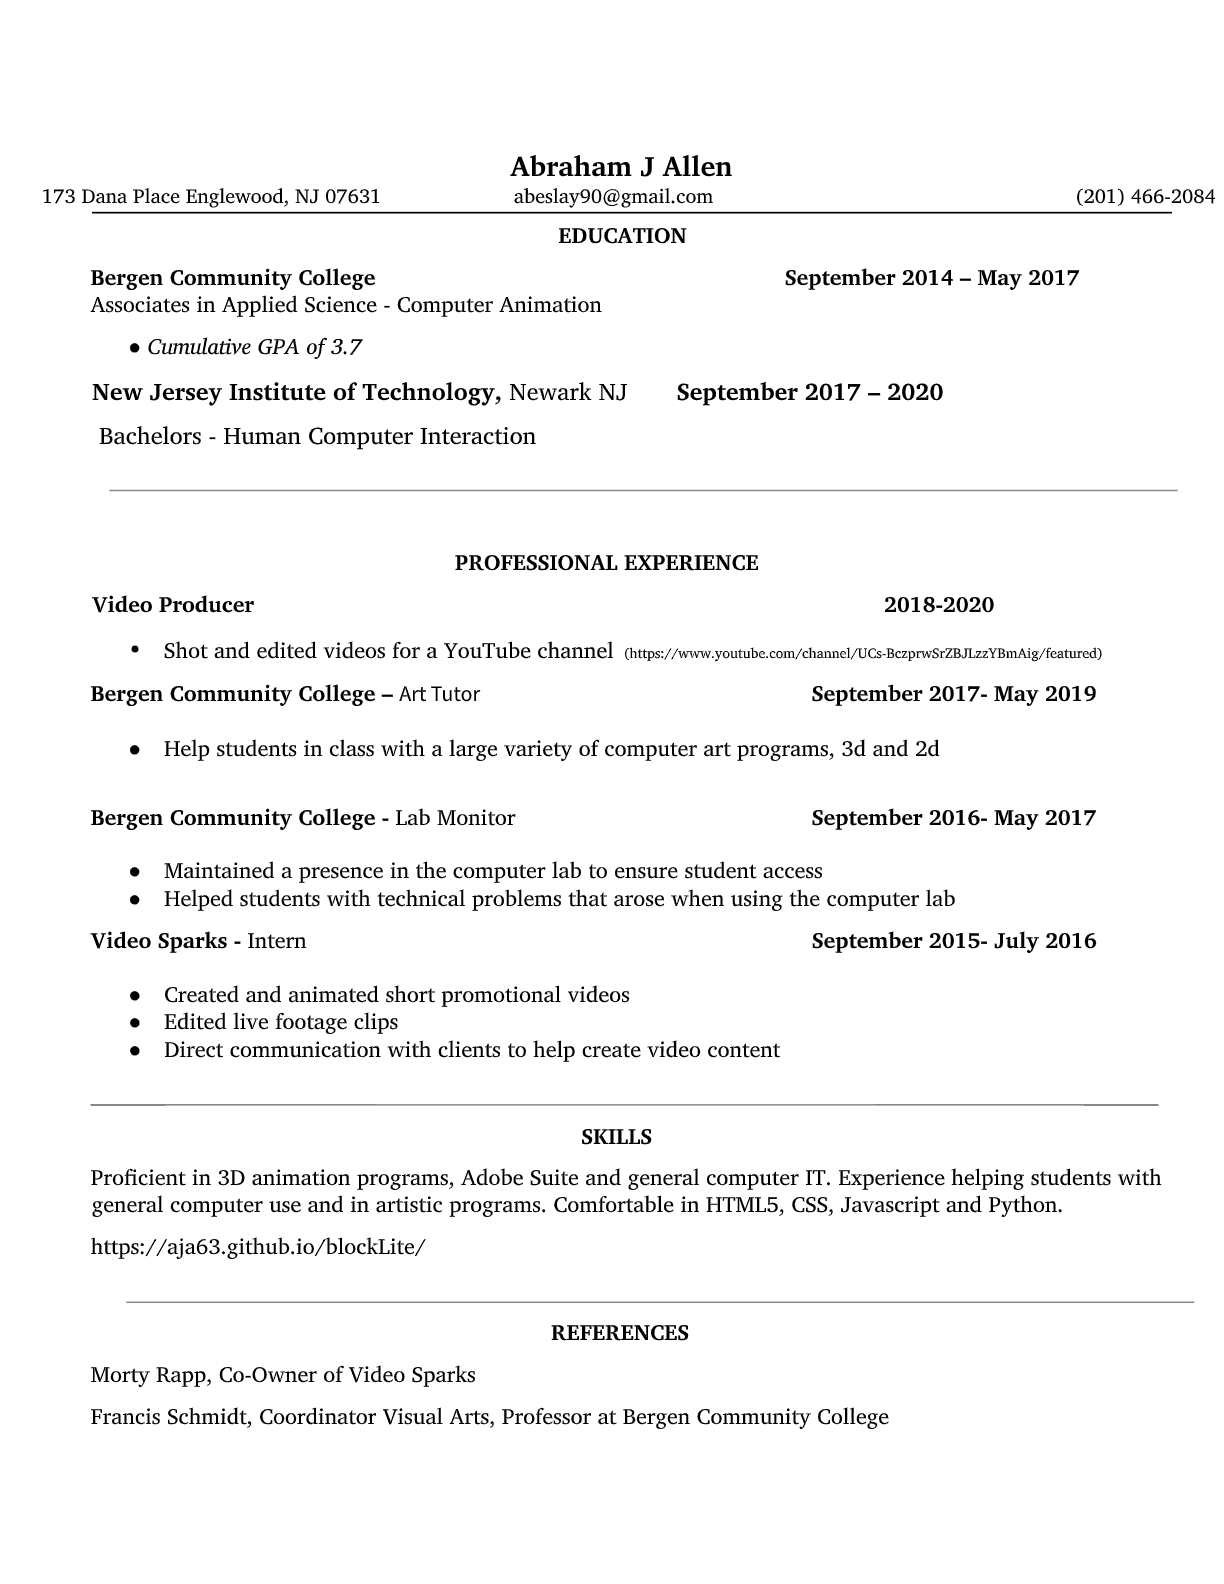 Abraham J Allen
173 Dana Place Englewood, NJ 07631 abeslay90@gmail.com (201) 466-2084
EDUCATION
Bergen Community College September 2014 – May 2017
Associates in Applied Science - Computer Animation
● Cumulative GPA of 3.7
New Jersey Institute of Technology, Newark NJ September 2017 – 2020
Bachelors - Human Computer Interaction
PROFESSIONAL EXPERIENCE
Video Producer 2018-2020
• Shot and edited videos for a YouTube channel (https://www.youtube.com/channel/UCs-BczprwSrZBJLzzYBmAig/featured)
Bergen Community College – Art Tutor September 2017- May 2019
● Help students in class with a large variety of computer art programs, 3d and 2d
Bergen Community College - Lab Monitor September 2016- May 2017
● Maintained a presence in the computer lab to ensure student access
● Helped students with technical problems that arose when using the computer lab
Video Sparks - Intern September 2015- July 2016
● Created and animated short promotional videos
● Edited live footage clips
● Direct communication with clients to help create video content
SKILLS
Proficient in 3D animation programs, Adobe Suite and general computer IT. Experience helping students with
general computer use and in artistic programs. Comfortable in HTML5, CSS, Javascript and Python.
https://aja63.github.io/blockLite/
REFERENCES
Morty Rapp, Co-Owner of Video Sparks
Francis Schmidt, Coordinator Visual Arts, Professor at Bergen Community College